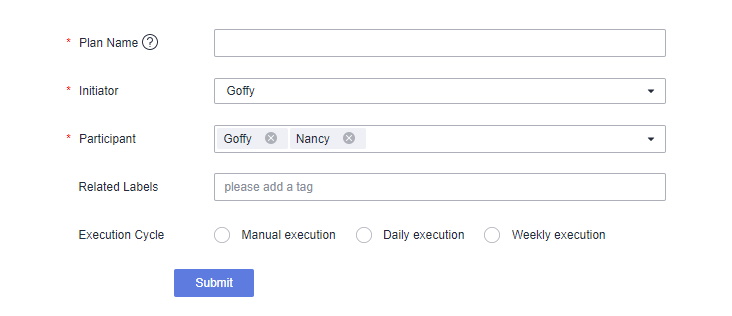 * Plan Name ?
* Initiator Goffy
* Participant Goffy Nancy
Related Labels please add a tag
Execution Cycle Manual execution Daily execution Weekly execution
Submit